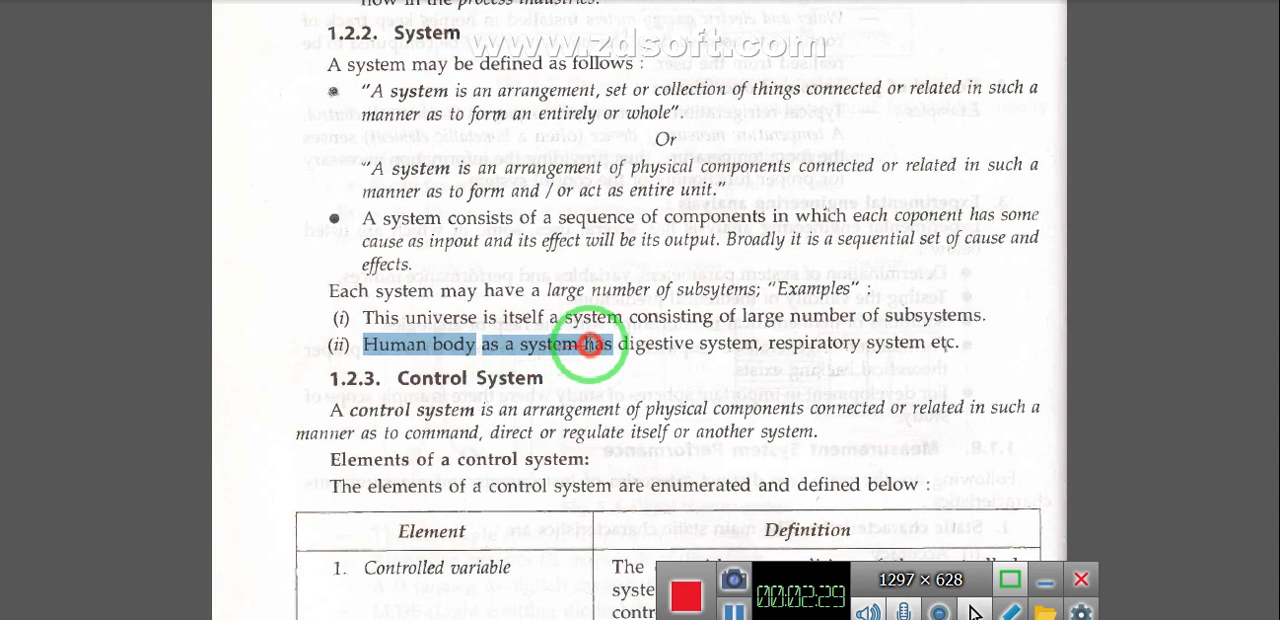 now in the process industries.
1.2.2. System
www.zdsoft.com
A system may be defined as follows :
"A system is an arrangement, set or collection of things connected or related in such a
manner as to form an entirely or whole".
Or
"A system is an arrangement of physical components connected or related in such a
manner as to form and / or act as entire unit."
A system consists of a sequence of components in which each coponent has some
cause as inpout and its effect will be its output. Broadly it is a sequential set of cause and
effects.
Each system may have a large number of subsytems; "Examples" :
(i) This universe is itself a system consisting of large number of subsystems.
(ii) Human body as a system has digestive system, respiratory system etc.
1.2.3. Control System
A control system is an arrangement of physical components connected or related in such a
manner as to command, direct or regulate itself or another system.
Elements of a control system:
The elements of a control system are enumerated and defined below :
Element Definition
1. Controlled variable The
syste
contr
00:02:29
1297 × 628